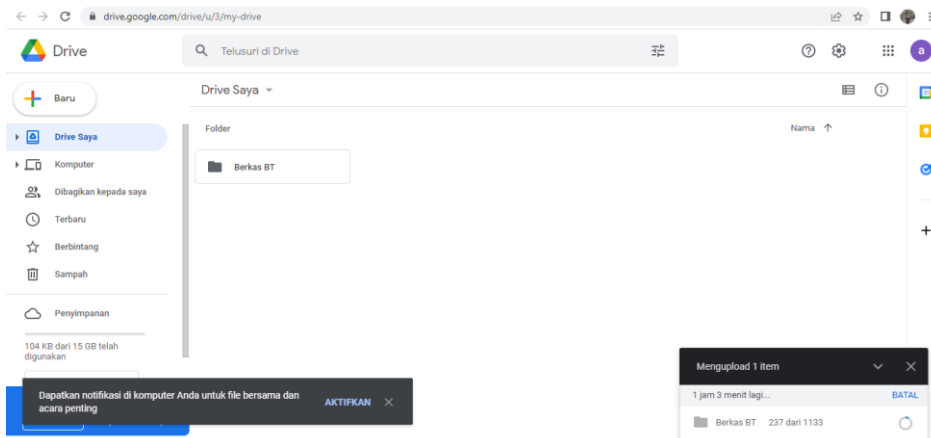 drive.google.com/drive/u/3/my-drive
Drive
Telusuri di Drive
a
Baru
Drive Saya
Drive Saya
Komputer
Dibagikan kepada saya
Terbaru
Berbintang
Sampah
Penyimpanan
104 KB dari 15 GB telah
digunakan
Folder
Nama
Berkas BT
Dapatkan notifikasi di komputer Anda untuk file bersama dan
acara penting
AKTIFKAN
Mengupload 1 item
1 jam 3 menit lagi...
BATAL
Berkas BT 237 dari 1133